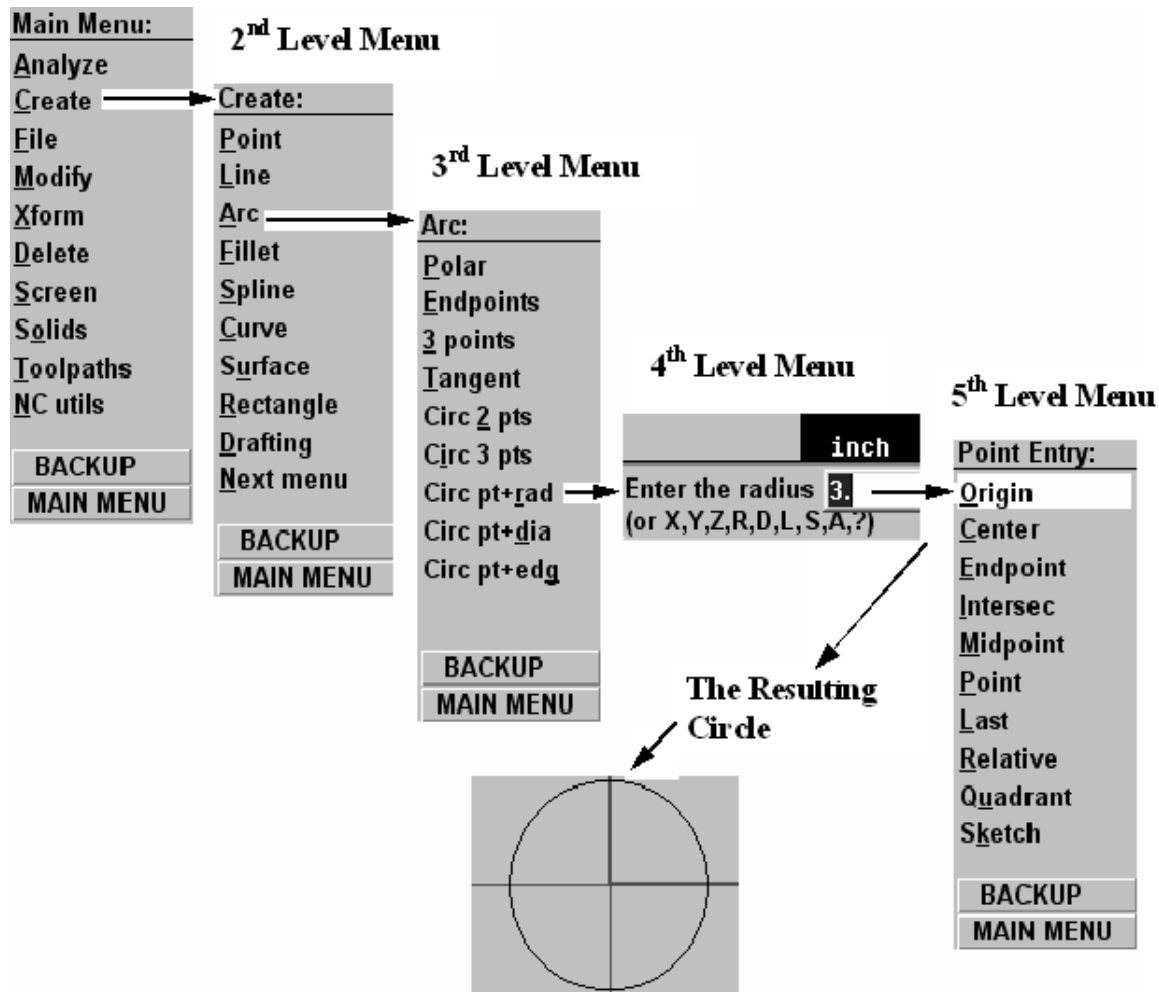 Main Menu:
Analyze
Create
File
Modify
Xform
Delete
Screen
Solids
Toolpaths
NC utils
BACKUP
MAIN MENU
2nd Level Menu
Create:
Point
Line
Arc
Fillet
Spline
Curve
Surface
Rectangle
Drafting
Next menu
BACKUP
MAIN MENU
3rd Level Menu
Arc:
Polar
Endpoints
3 points
Tangent
Circ 2 pts
Circ 3 pts
Circ pt+rad
Circ pt+dia
Circ pt+edg
BACKUP
MAIN MENU
4th Level Menu
inch
Enter the radius 3.
(or X,Y,Z,R,D,L,S,A,?)
5th Level Menu
Point Entry:
Origin
Center
Endpoint
Intersec
Midpoint
Point
Last
Relative
Quadrant
Sketch
BACKUP
MAIN MENU
The Resulting
Circle